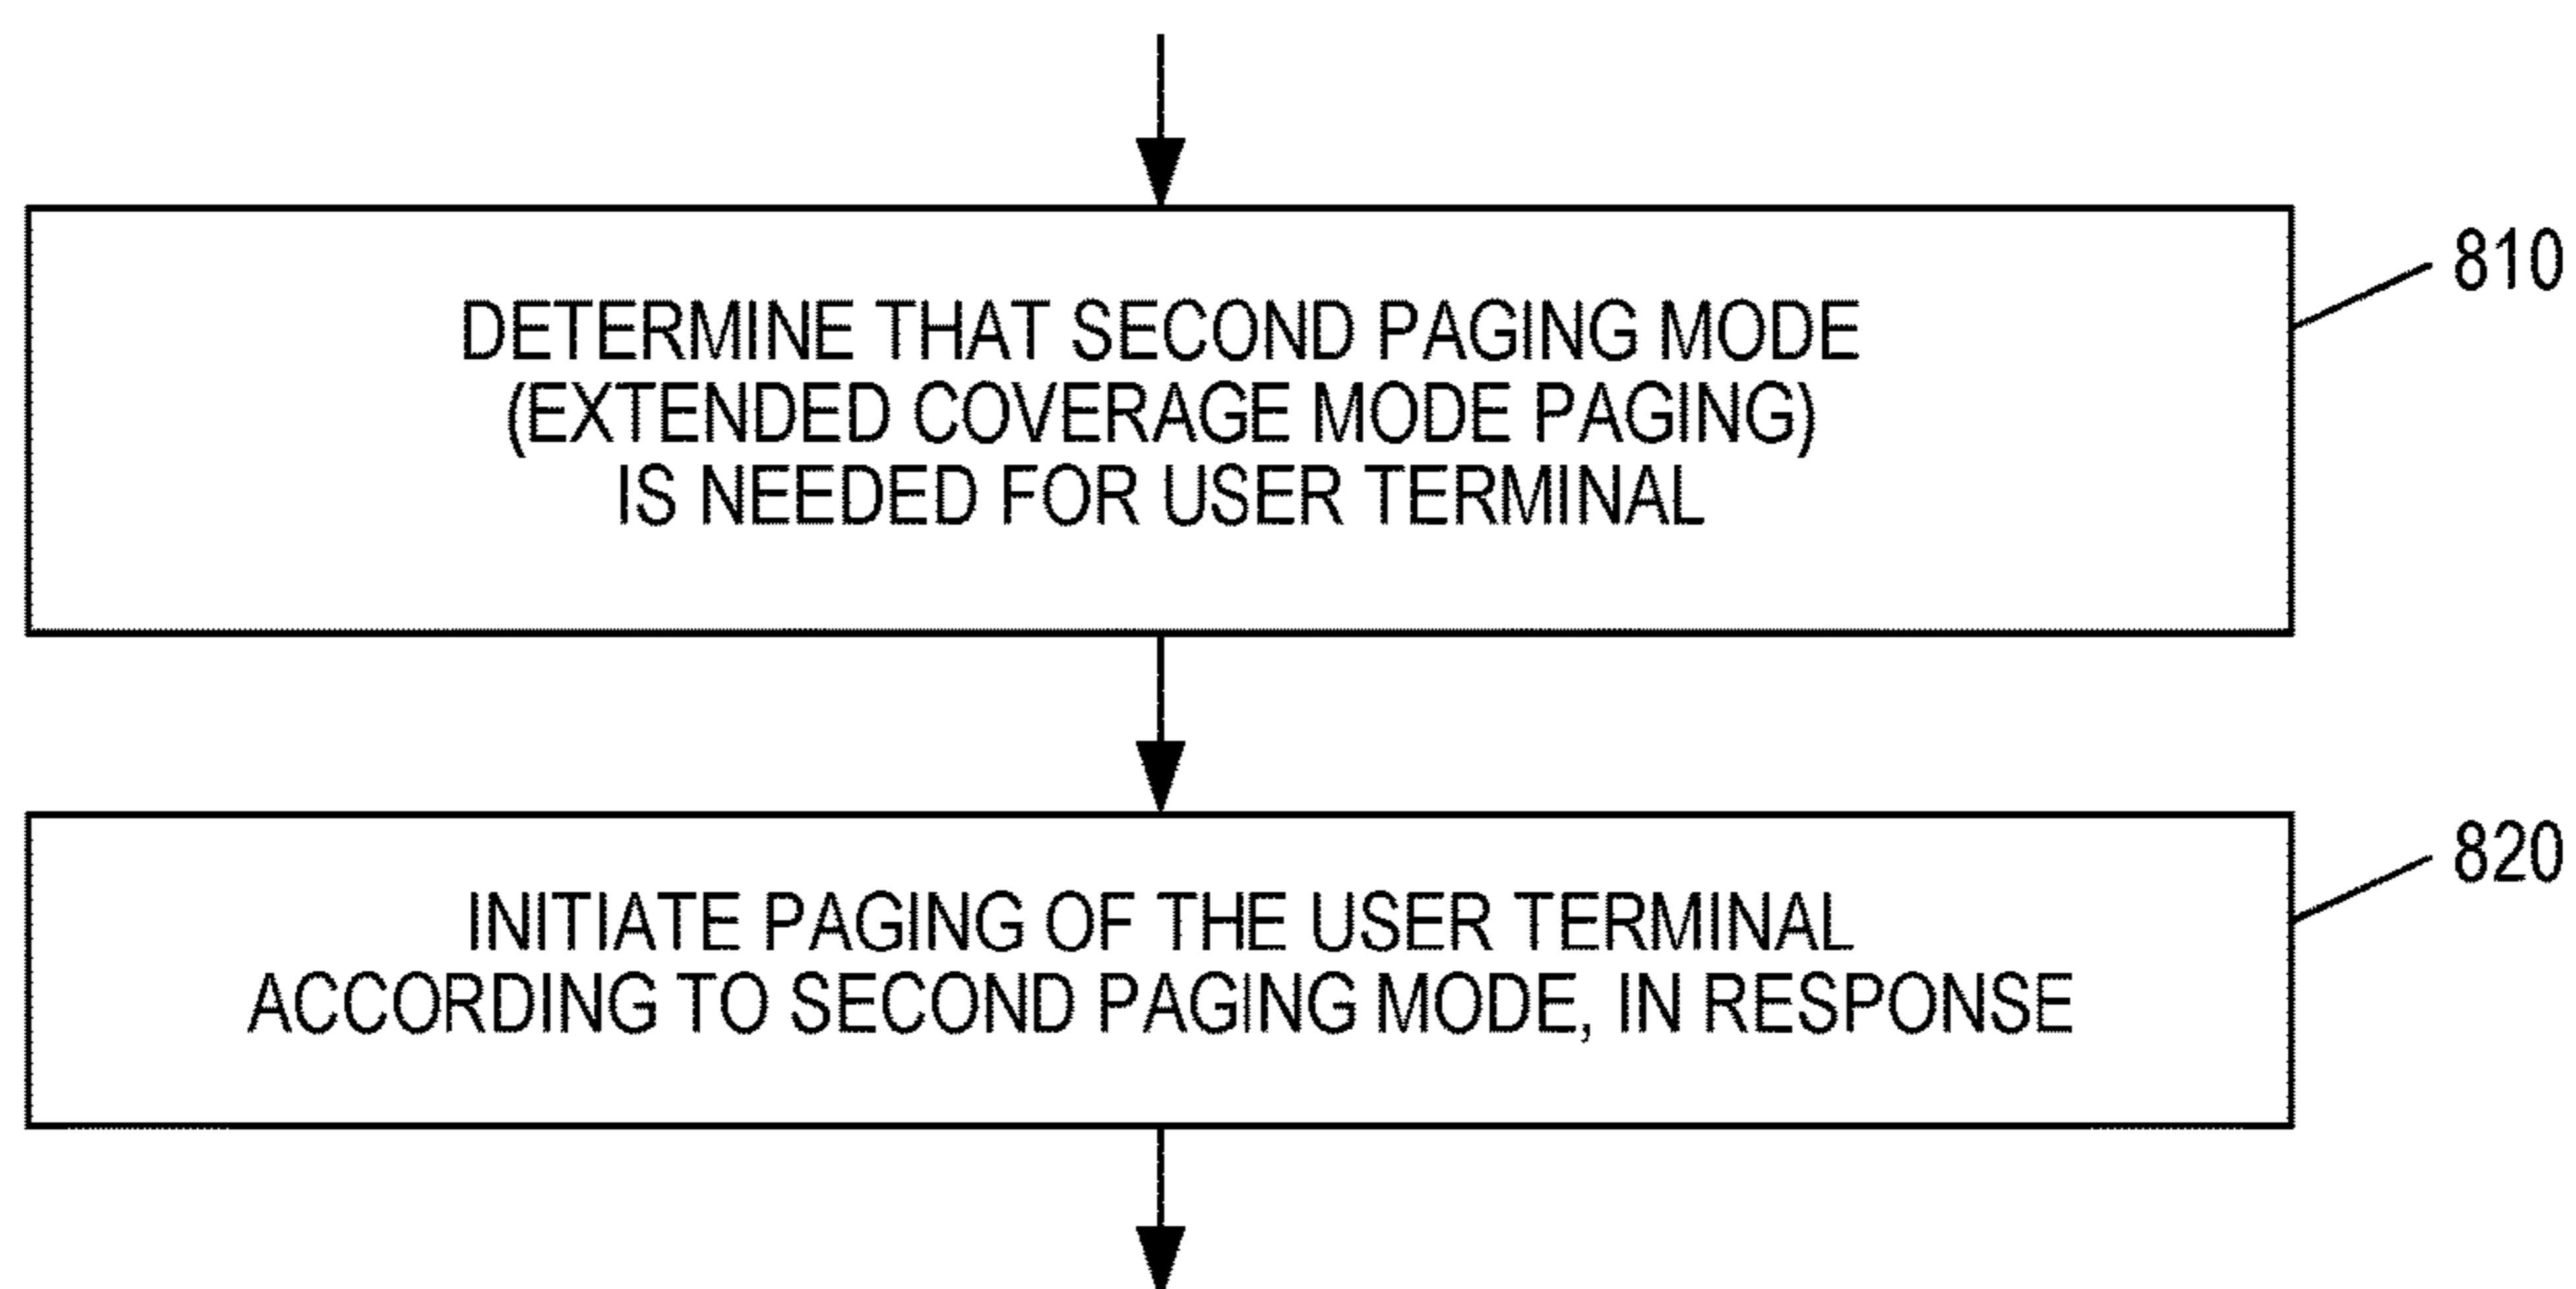 810
DETERMINE THAT SECOND PAGING MODE
(EXTENDED COVERAGE MODE PAGING)
IS NEEDED FOR USER TERMINAL
820
INITIATE PAGING OF THE USER TERMINAL
ACCORDING TO SECOND PAGING MODE, IN RESPONSE